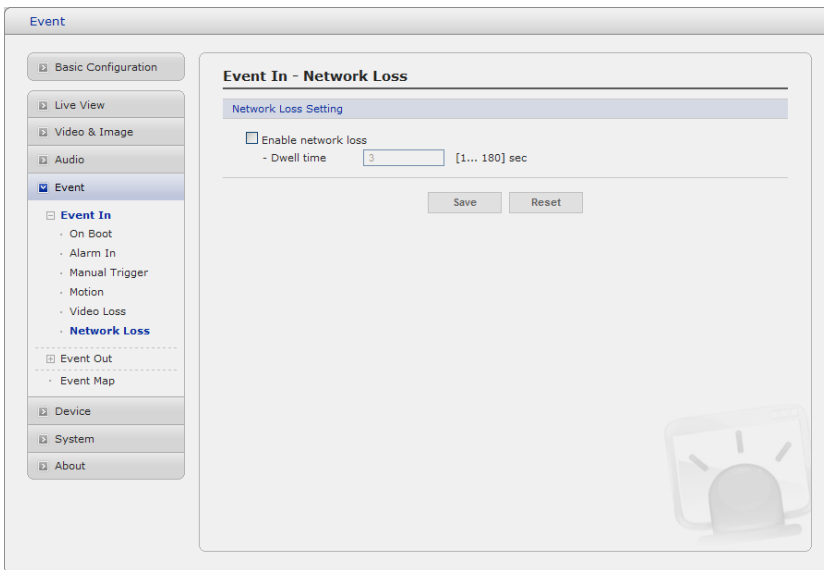 Event
Basic Configuration
Live View
Video & Image
Audio
Event
Event In
· On Boot
· Alarm In
· Manual Trigger
· Motion
· Video Loss
· Network Loss
Event Out
· Event Map
Device
System
About
Event In - Network Loss
Network Loss Setting
Enable network loss
- Dwell time 3 [1... 180] sec
Save Reset